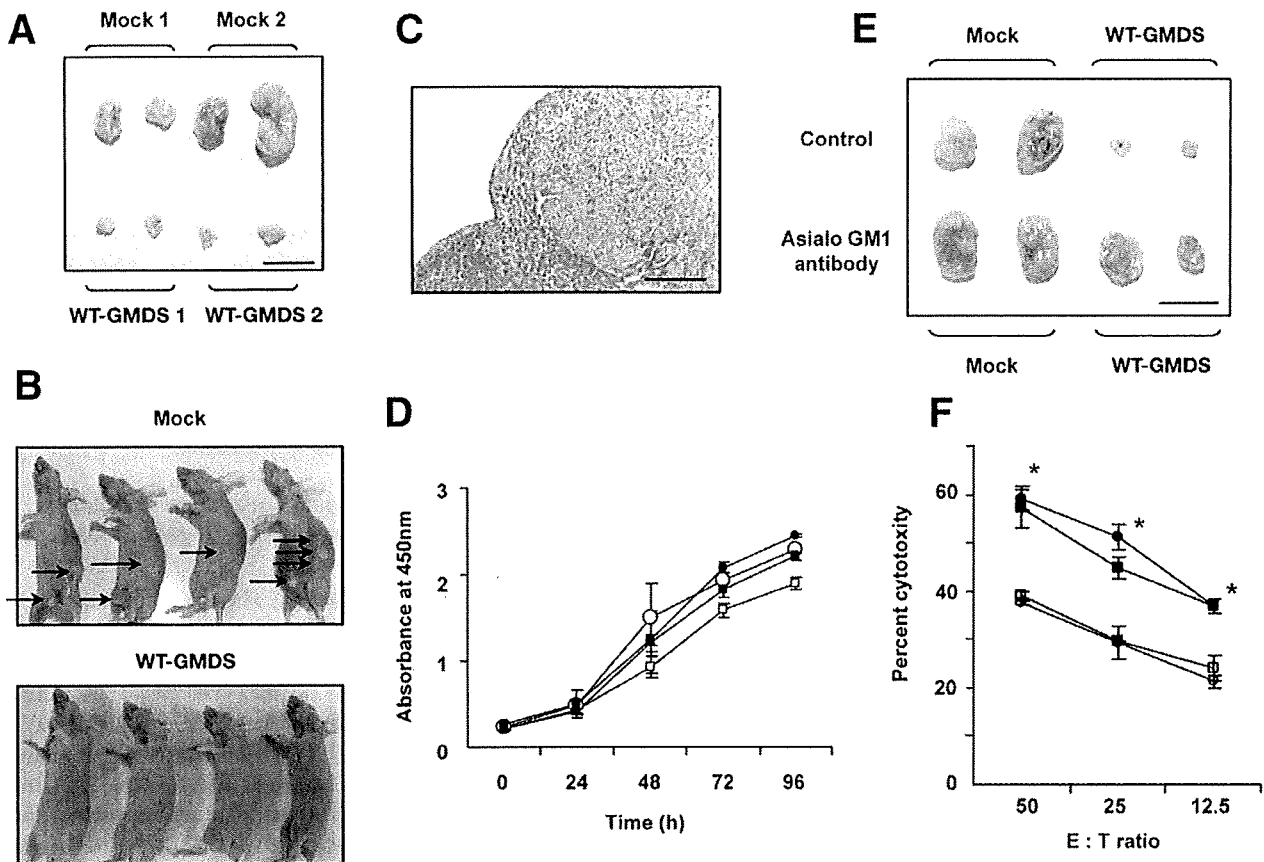 A
Mock 1 Mock 2
WT-GMDS 1 WT-GMDS 2
B
Mock
WT-GMDS
C
D
Absorbance at 450nm
3
2
1
0
0 24 48 72 96
Time (h)
E
Mock WT-GMDS
Control
Asialo GM1
antibody
Mock WT-GMDS
F
Percent cytotoxity
60
40
20
0
* * *
50 25 12.5
E : T ratio